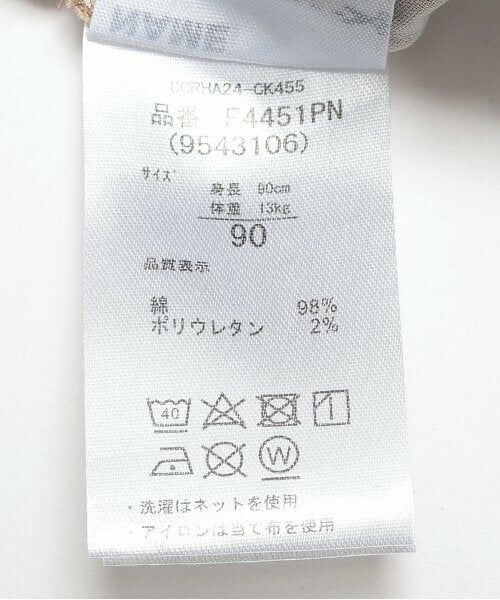 CCRHA24-CK455
品番 F4451PN
(9543106)
サイズ
身長 90cm
体重 13kg
90
品質表示
綿 98%
ポリウレタン 2%
40
W
・洗濯はネットを使用
・アイロンは当て布を使用